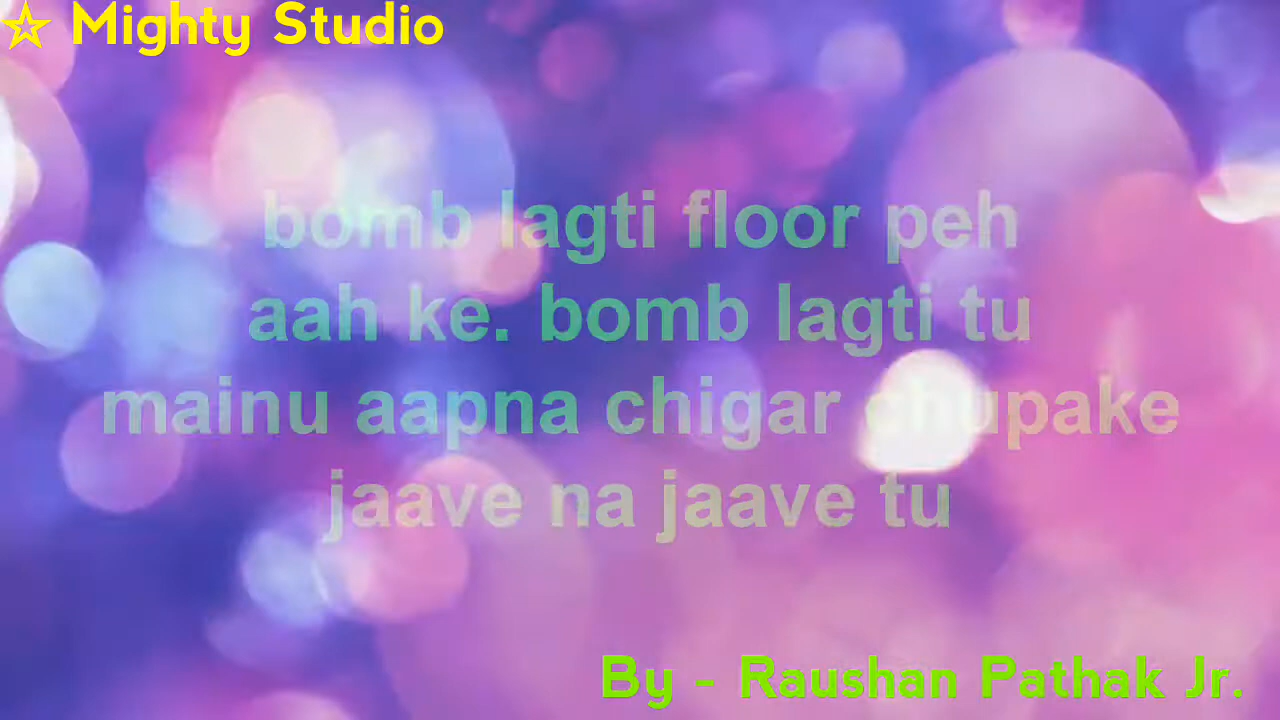 ☆ Mighty Studio
bomb lagti floor peh
aah ke. bomb lagti tu
mainu aapna chigar chupake
jaave na jaave tu
By - Raushan Pathak Jr.